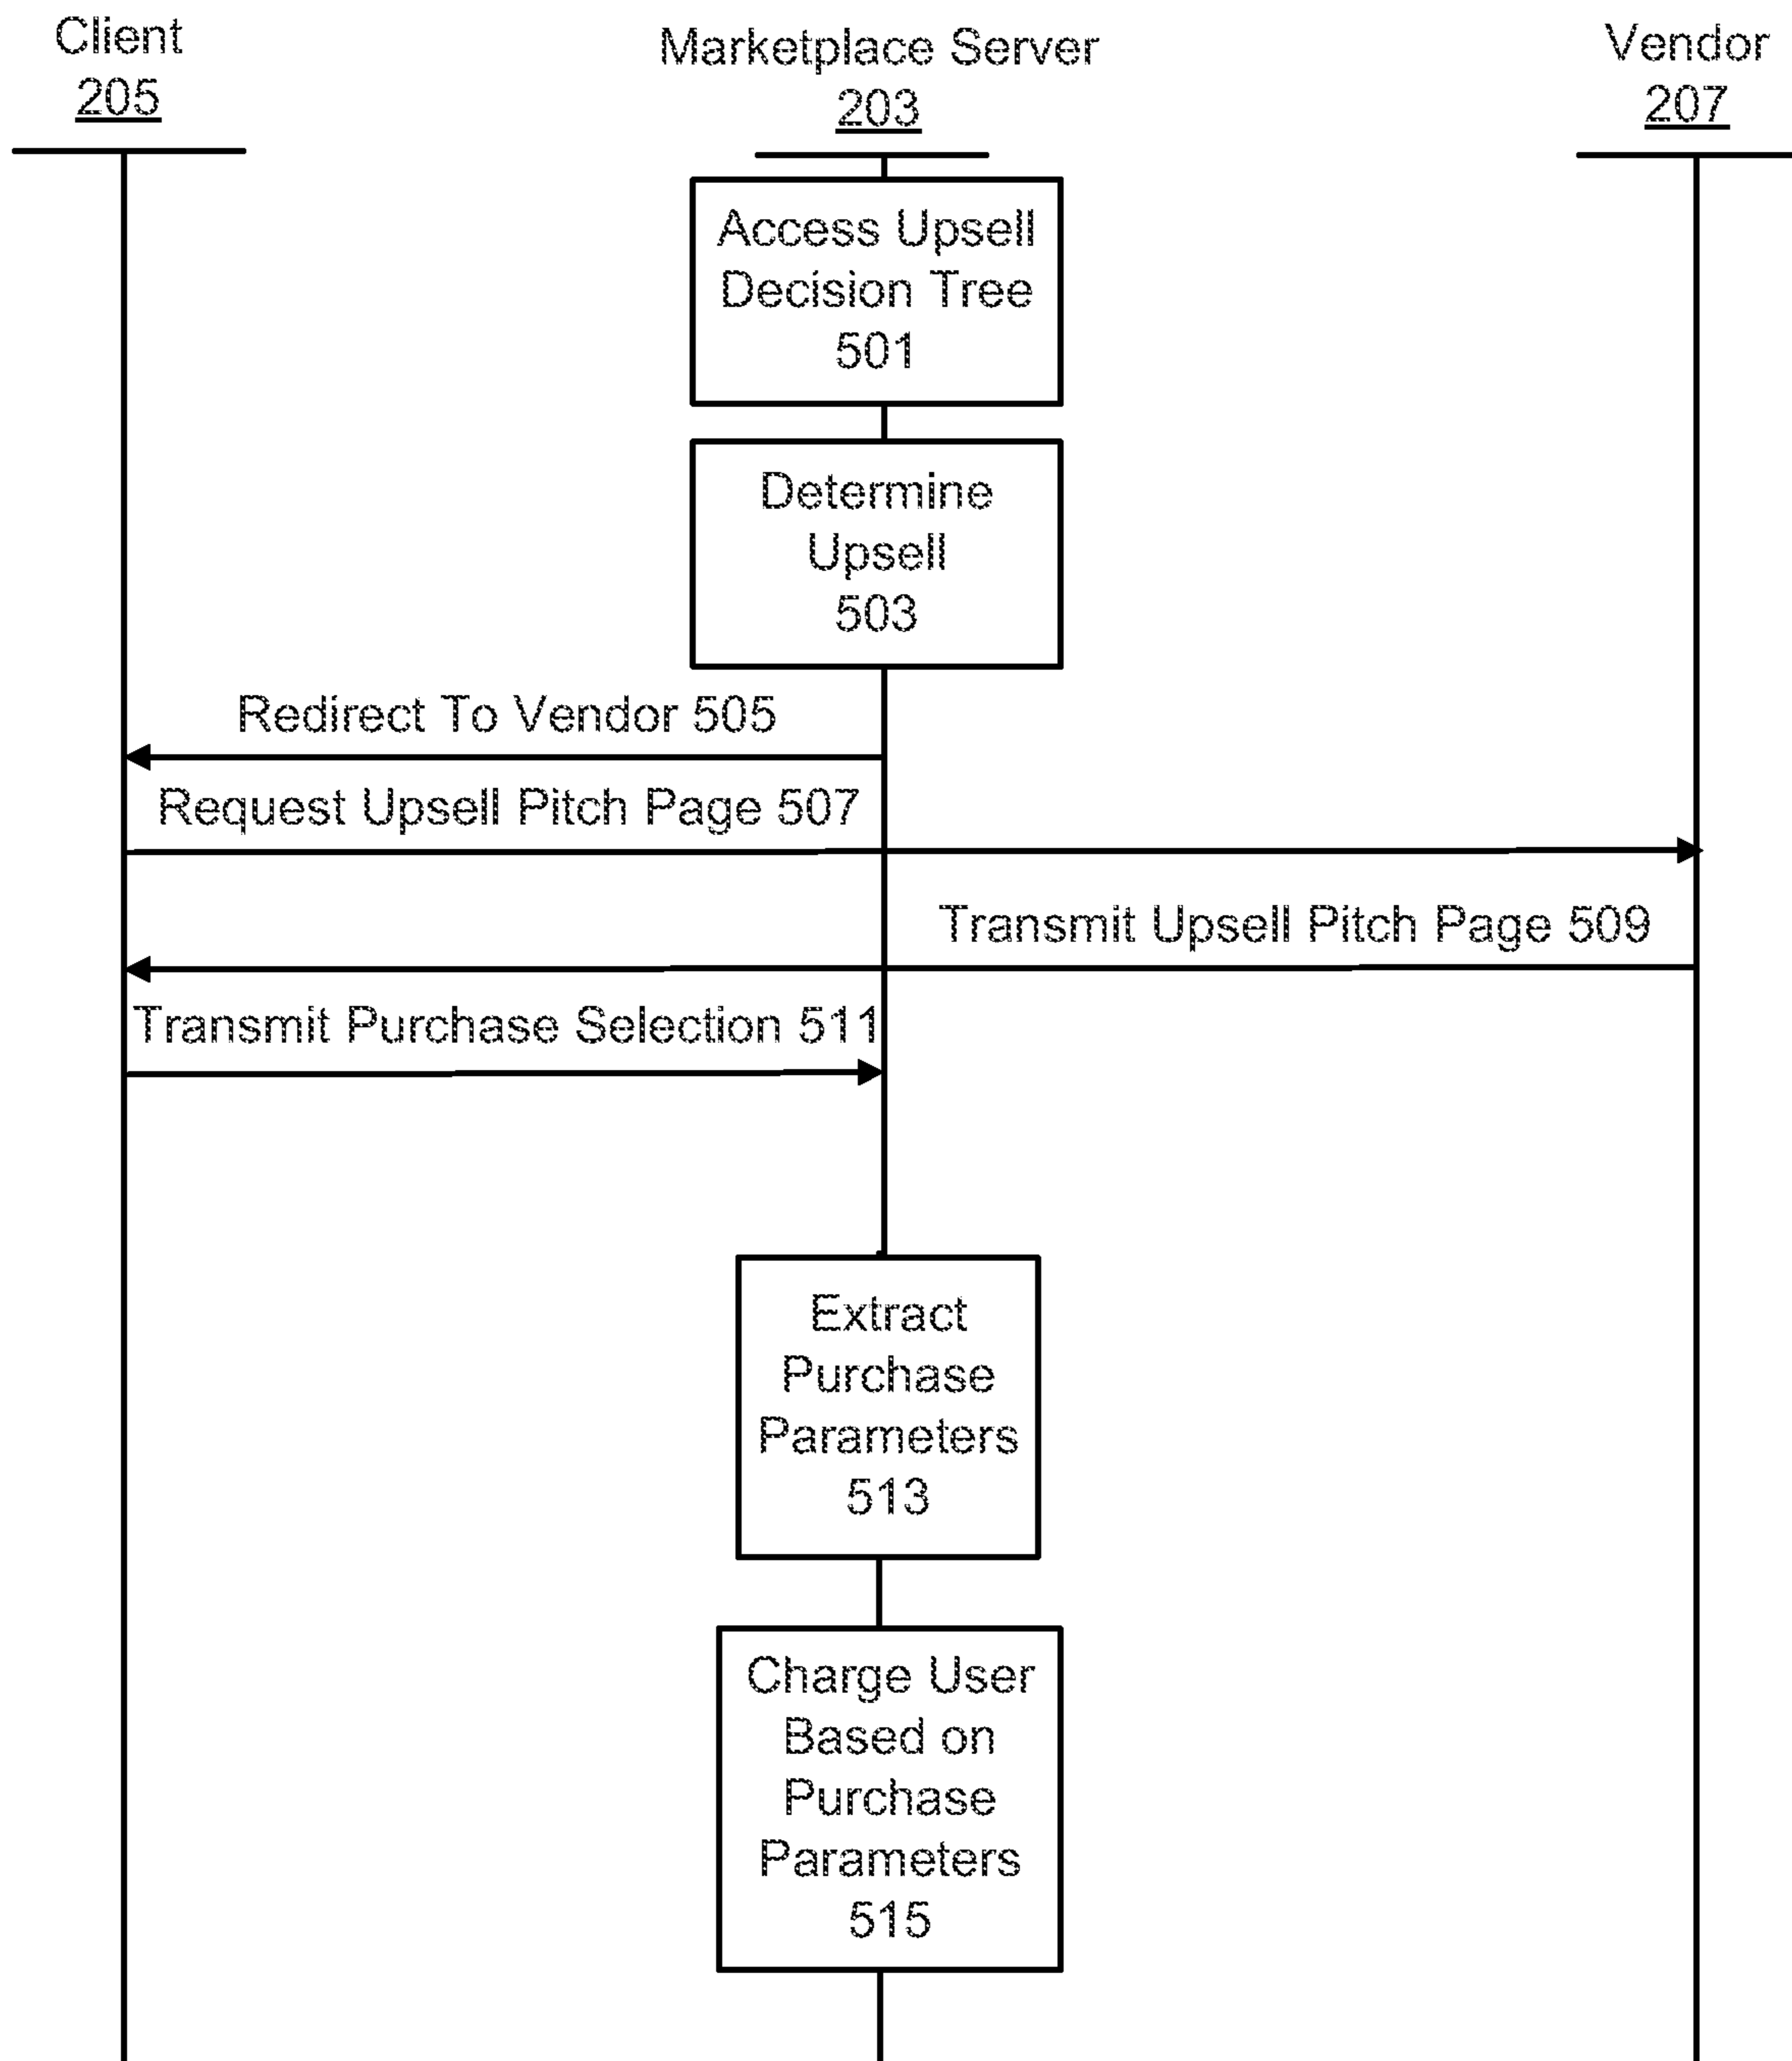 Client
205
Marketplace Server
203
Vendor
207
Access Upsell
Decision Tree
501
Determine
Upsell
503
Redirect To Vendor 505
Request Upsell Pitch Page 507
Transmit Upsell Pitch Page 509
Transmit Purchase Selection 511
Extract
Purchase
Parameters
513
Charge User
Based on
Purchase
Parameters
515